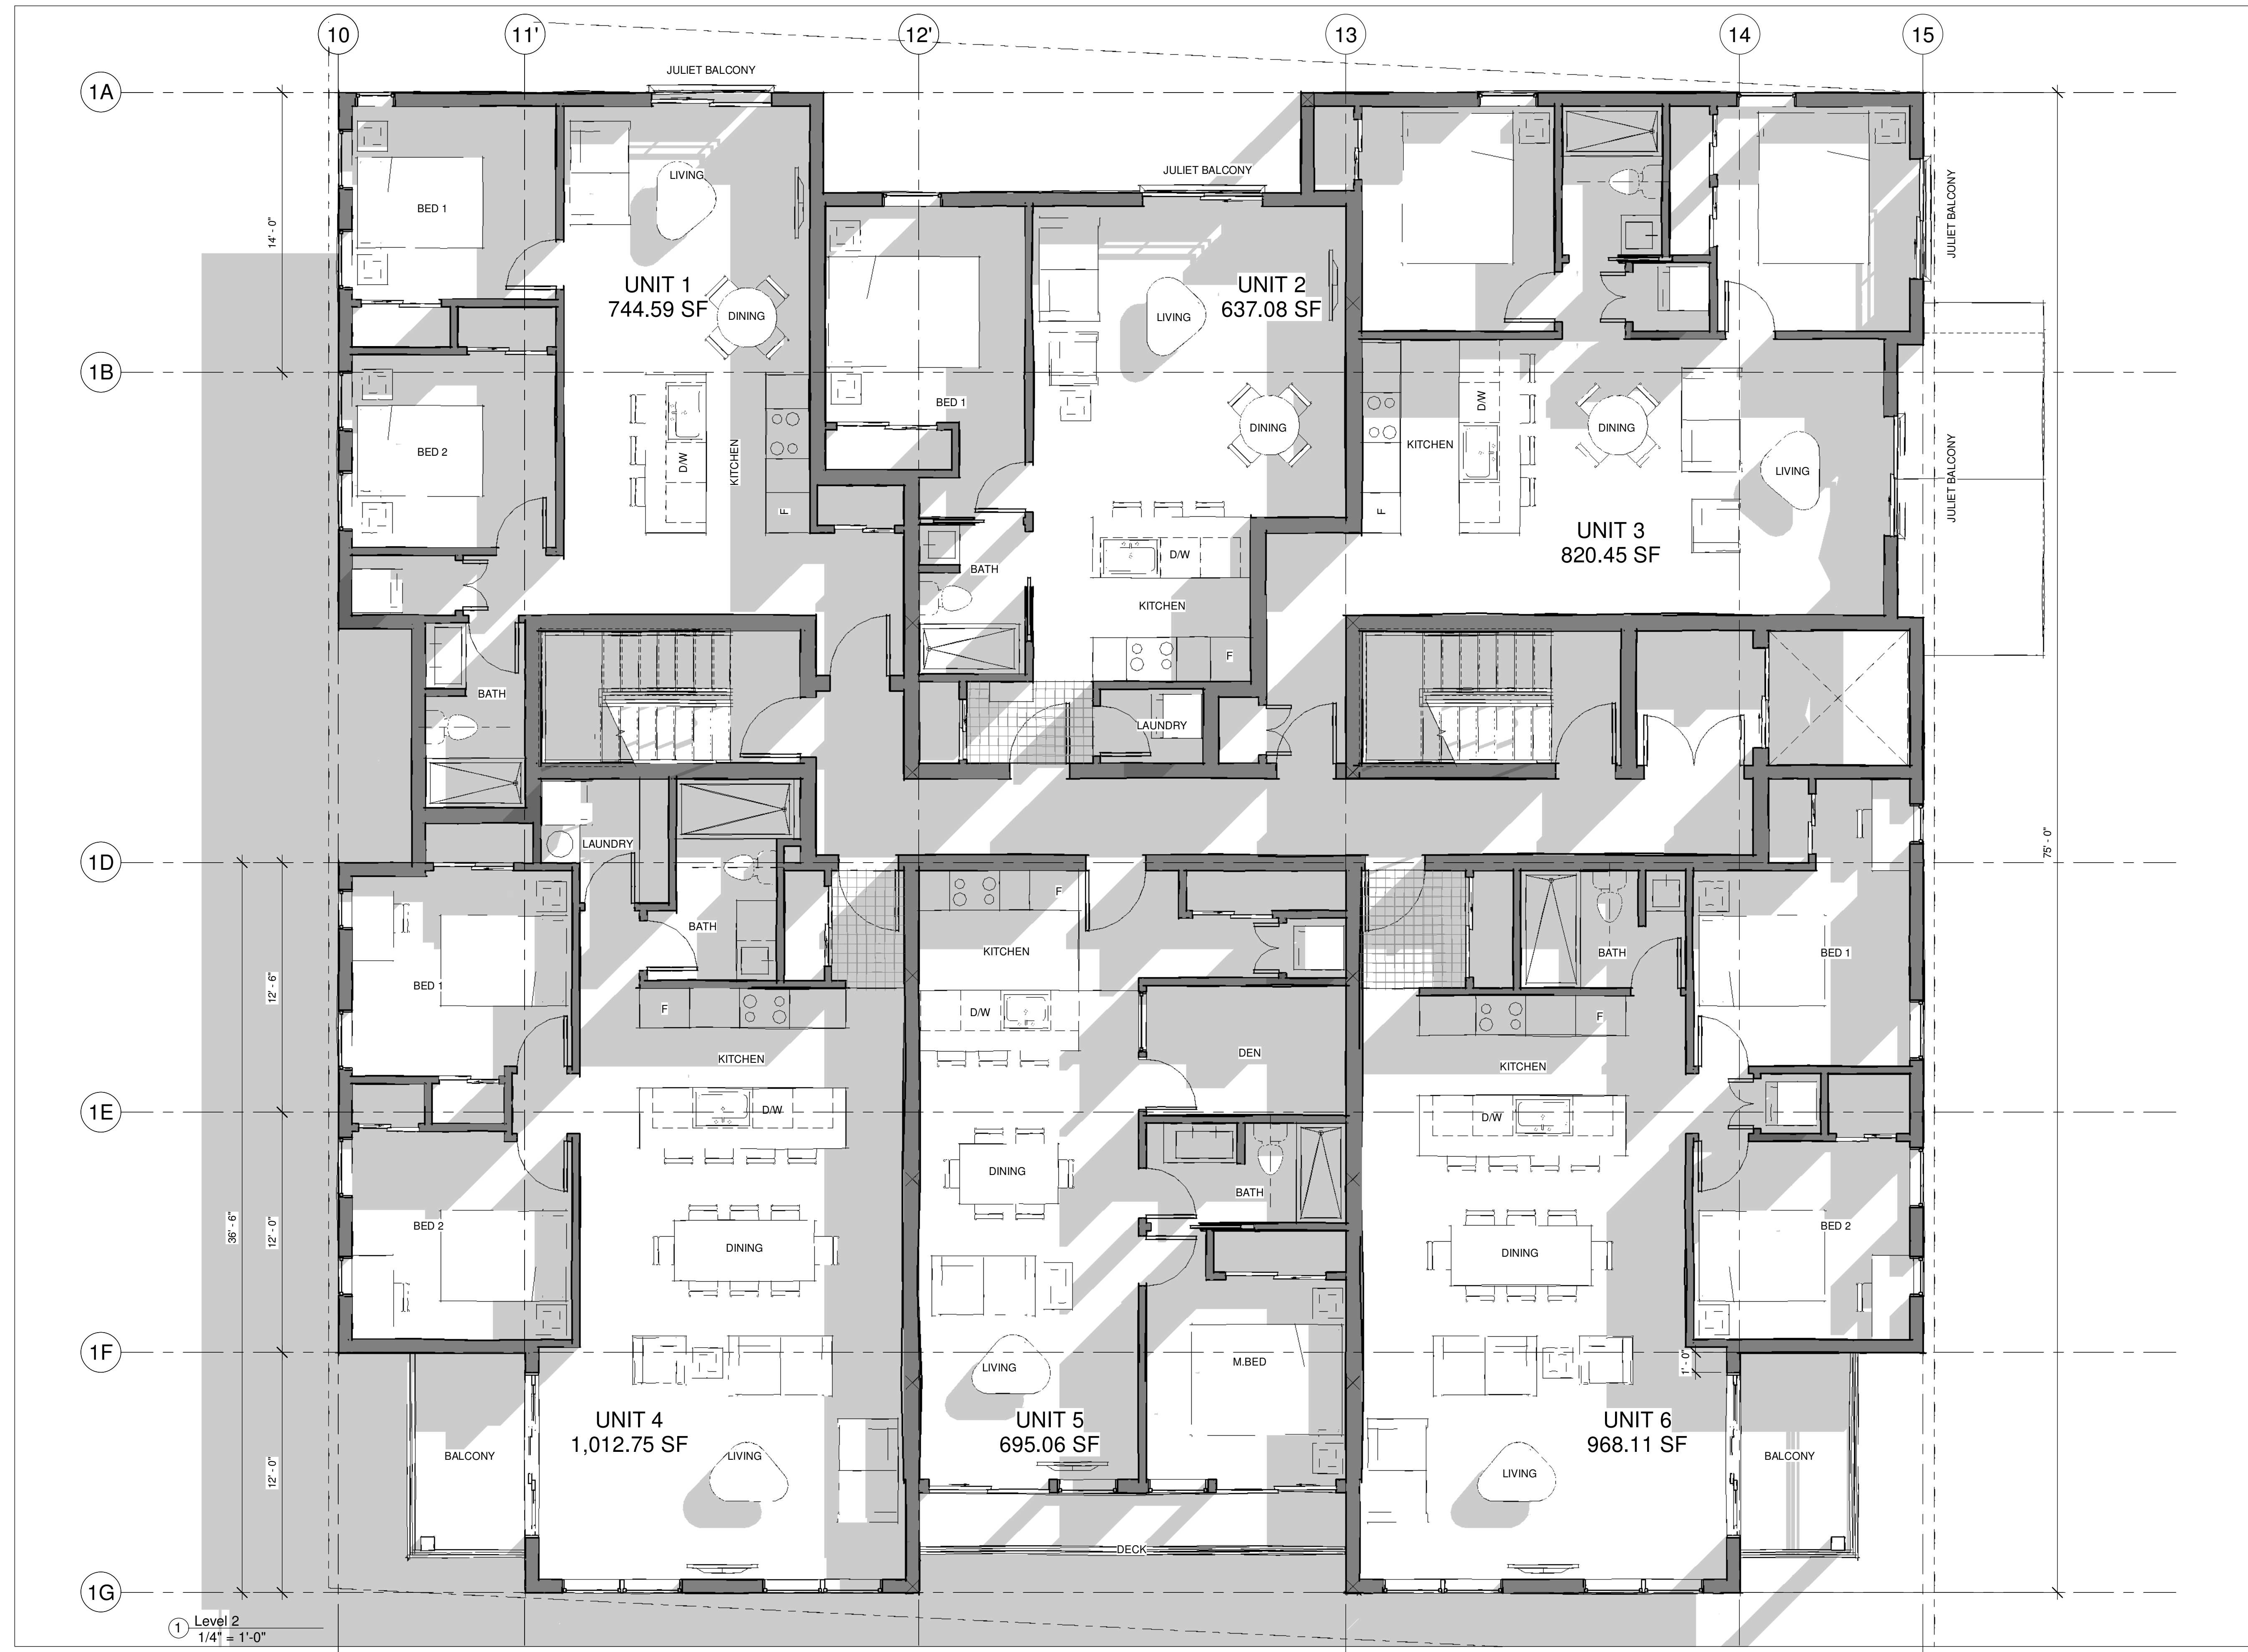 10 11' 12' 13 14 15
JULIET BALCONY
1A
JULIET BALCONY
JULIET BALCONY
LIVING
BED 1
14' - 0"
UNIT 1
744.59 SF
DINING
UNIT 2
637.08 SF
LIVING
1B
BED 1
D/W
DINING
DINING
KITCHEN
BED 2
D/W
KITCHEN
LIVING
JULIET BALCONY
F
F
UNIT 3
820.45 SF
D/W
BATH
KITCHEN
F
BATH
LAUNDRY
LAUNDRY
1D
75' - 0"
F
BATH
KITCHEN
BATH
BED 1
BED 1
12' - 6"
F
D/W
F
KITCHEN
DEN
KITCHEN
1E
D/W
D/W
DINING
BATH
BED 2
BED 2
36' - 6"
12' - 0"
DINING
DINING
1F
LIVING
M.BED
1' - 0"
UNIT 4
1,012.75 SF
UNIT 5
695.06 SF
UNIT 6
968.11 SF
BALCONY
LIVING
LIVING
BALCONY
12' - 0"
DECK
1G
1
Level 2
1/4" = 1'-0"